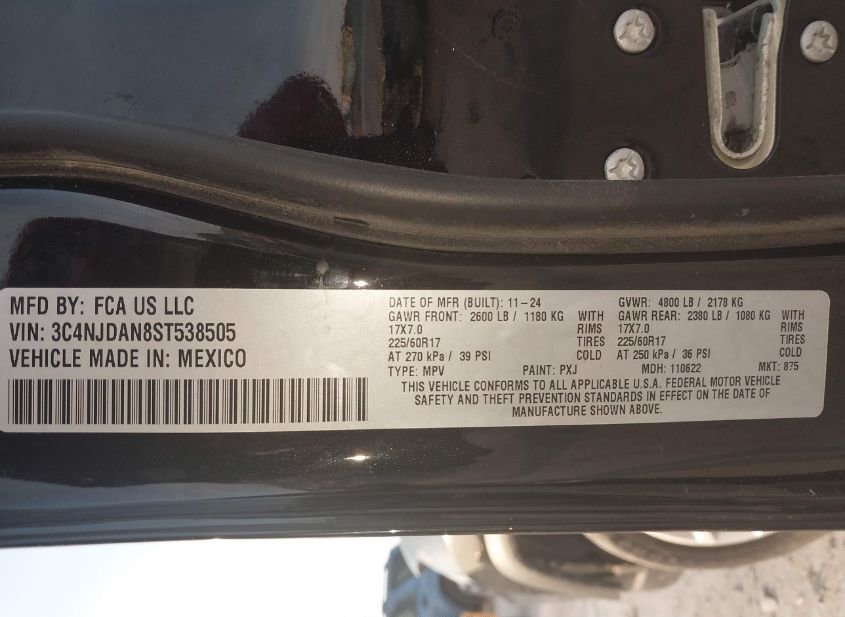 MFD BY: FCA US LLC
VIN: 3C4NJDAN8ST538505
VEHICLE MADE IN: MEXICO
DATE OF MFR (BUILT): 11-24 GVWR: 4800 LB / 2178 KG
GAWR FRONT: 2600 LB / 1180 KG WITH GAWR REAR: 2380 LB / 1080 KG WITH
17X7.0 RIMS 17X7.0 RIMS
225/60R17 TIRES 225/60R17 TIRES
AT 270 kPa / 39 PSI COLD AT 250 kPa / 36 PSI COLD
TYPE: MPV PAINT: PXJ MDH: 110622 MKT: 875
THIS VEHICLE CONFORMS TO ALL APPLICABLE U.S.A. FEDERAL MOTOR VEHICLE
SAFETY AND THEFT PREVENTION STANDARDS IN EFFECT ON THE DATE OF
MANUFACTURE SHOWN ABOVE.